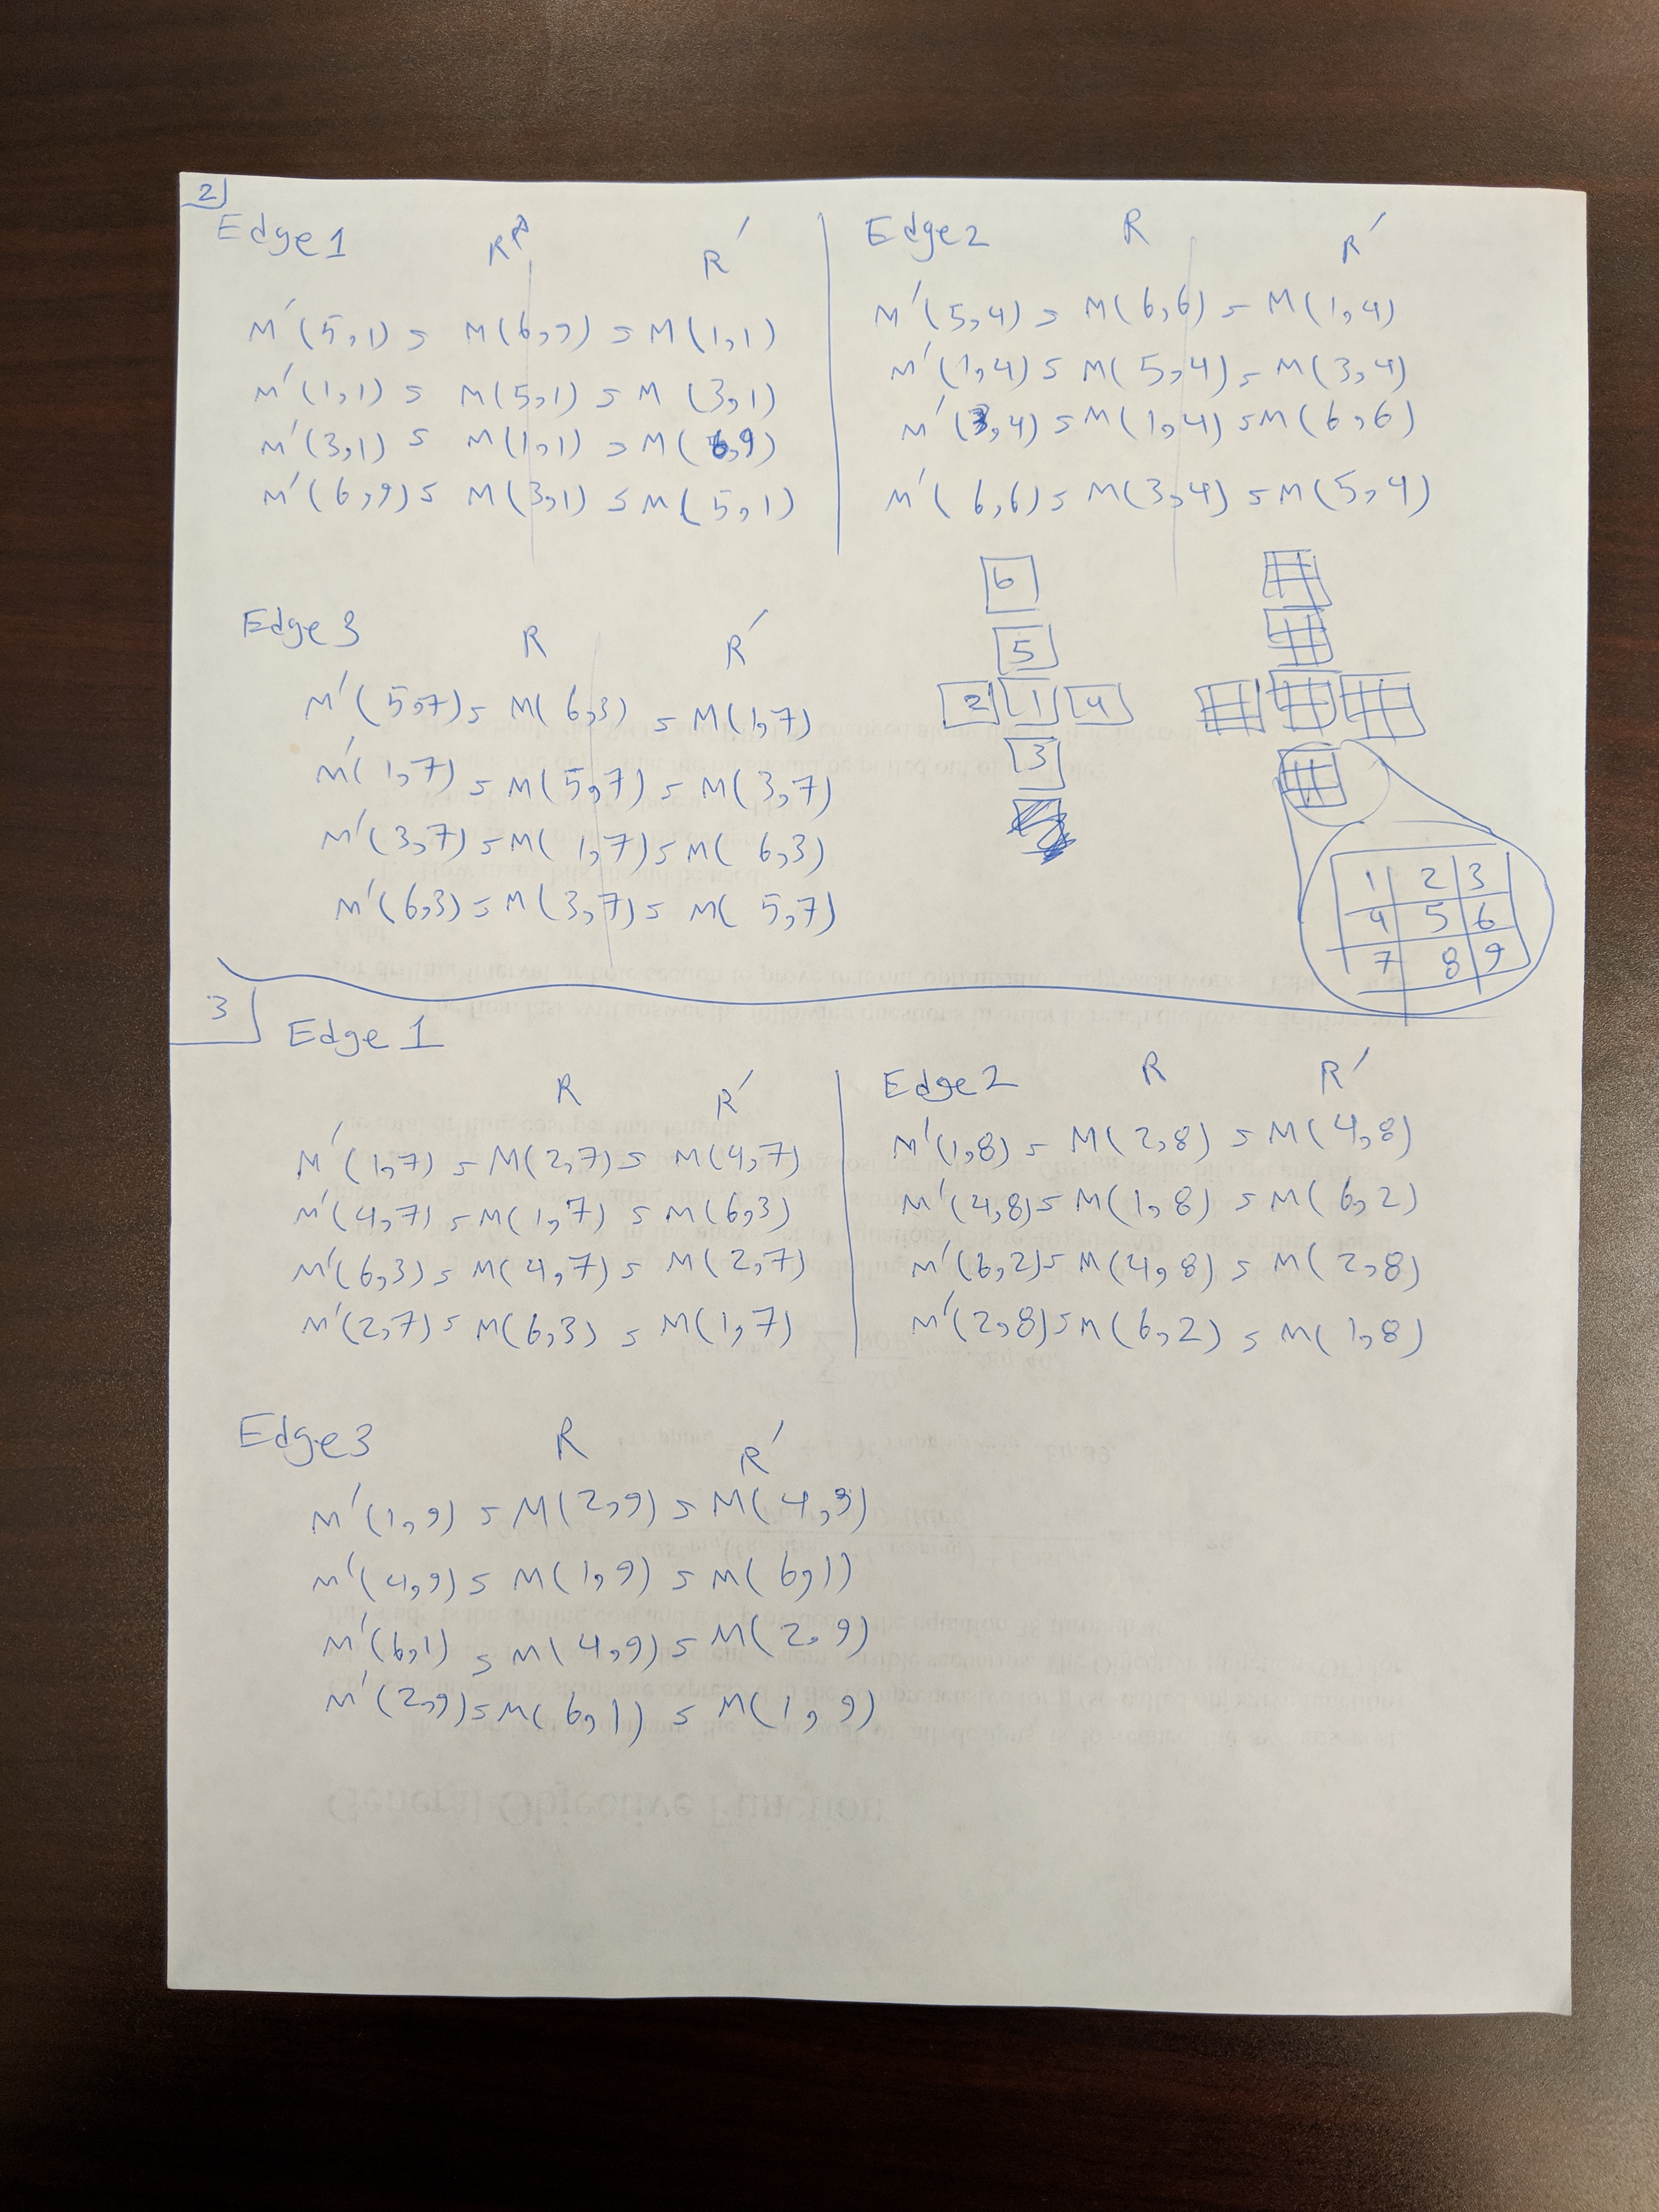 2
Edge 1 R R'
M'(5,1) = M(6,9) = M(1,1)
M'(1,1) = M(5,1) = M(3,1)
M'(3,1) = M(1,1) = M(6,9)
M'(6,9) = M(3,1) = M(5,1)
Edge 2 R R'
M'(5,4) = M(6,6) = M(1,4)
M'(1,4) = M(5,4) = M(3,4)
M'(3,4) = M(1,4) = M(6,6)
M'(6,6) = M(3,4) = M(5,4)
Edge 3 R R'
M'(5,7) = M(6,3) = M(1,7)
M'(1,7) = M(5,7) = M(3,7)
M'(3,7) = M(1,7) = M(6,3)
M'(6,3) = M(3,7) = M(5,7)
6
5
2 1 4
3
1 2 3
4 5 6
7 8 9
3
Edge 1
R R'
M'(1,7) = M(2,7) = M(4,7)
M'(4,7) = M(1,7) = M(6,3)
M'(6,3) = M(4,7) = M(2,7)
M'(2,7) = M(6,3) = M(1,7)
Edge 2 R R'
M'(1,8) = M(2,8) = M(4,8)
M'(4,8) = M(1,8) = M(6,2)
M'(6,2) = M(4,8) = M(2,8)
M'(2,8) = M(6,2) = M(1,8)
Edge 3 R R'
M'(1,9) = M(2,9) = M(4,9)
M'(4,9) = M(1,9) = M(6,1)
M'(6,1) = M(4,9) = M(2,9)
M'(2,9) = M(6,1) = M(1,9)
General Objective Function